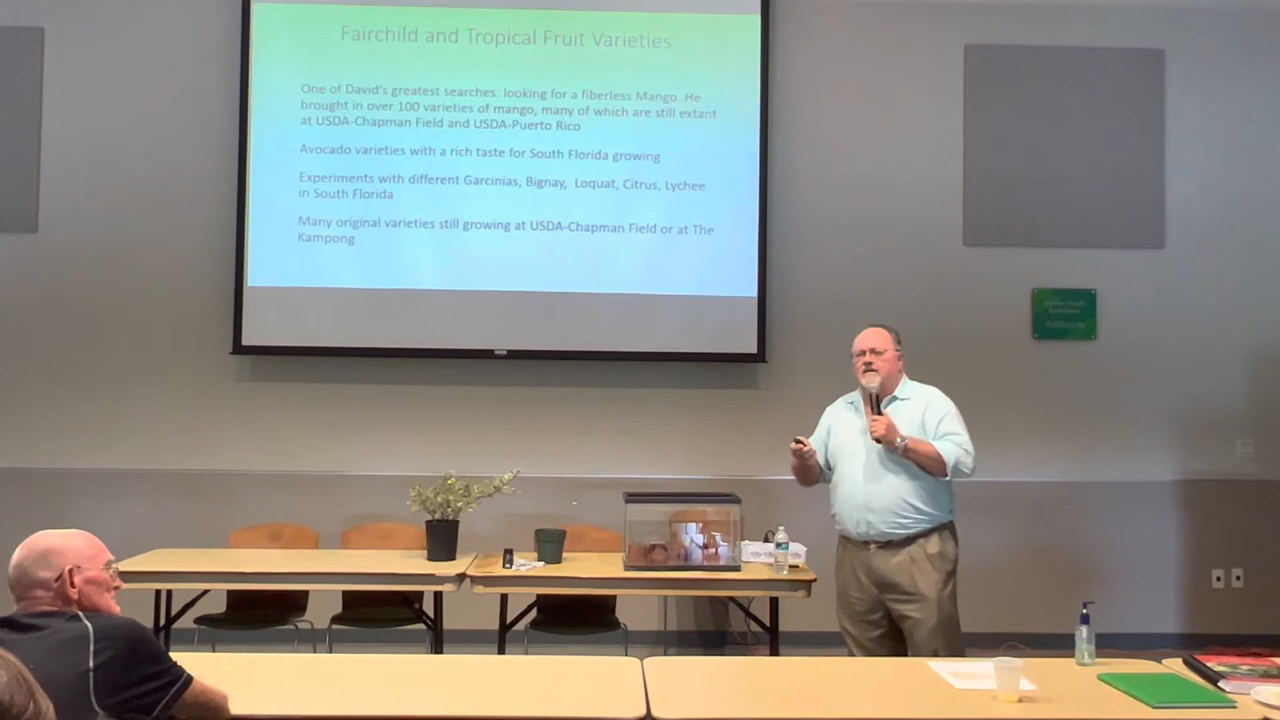 Fairchild and Tropical Fruit Varieties
One of David's greatest searches: looking for a fiberless Mango. He
brought in over 100 varieties of mango, many of which are still extant
at USDA-Chapman Field and USDA-Puerto Rico
Avocado varieties with a rich taste for South Florida growing
Experiments with different Garcinias, Bignay, Loquat, Citrus, Lychee
in South Florida
Many original varieties still growing at USDA-Chapman Field or at The
Kampong